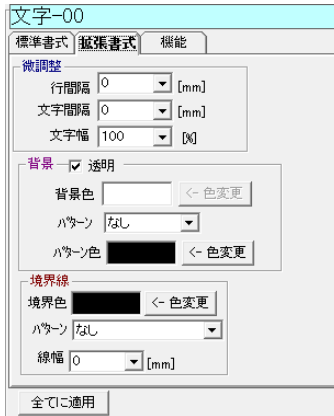 文字-00
標準書式 拡張書式 機能
微調整
行間隔 0 [mm]
文字間隔 0 [mm]
文字幅 100 [%]
背景 透明
背景色 <- 色変更
パターン なし
パターン色 <- 色変更
境界線
境界色 <- 色変更
パターン なし
線幅 0 [mm]
全てに適用